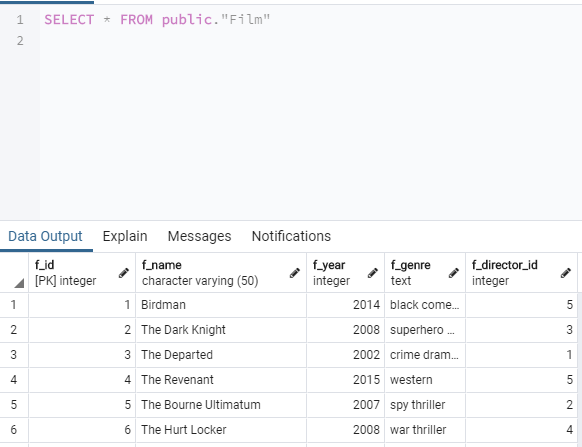 1 SELECT * FROM public."Film"
2
Data Output Explain Messages Notifications
f_id f_name f_year f_genre f_director_id
[PK] integer character varying (50) integer text integer
1 1 Birdman 2014 black come... 5
2 2 The Dark Knight 2008 superhero ... 3
3 3 The Departed 2002 crime dram... 1
4 4 The Revenant 2015 western 5
5 5 The Bourne Ultimatum 2007 spy thriller 2
6 6 The Hurt Locker 2008 war thriller 4